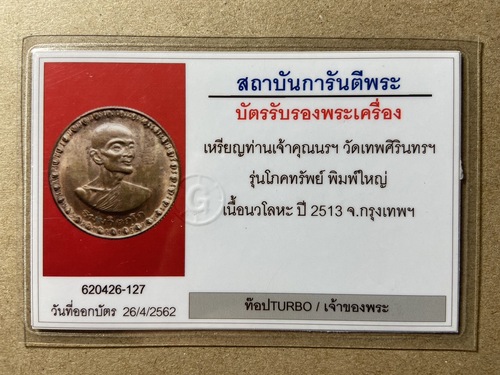 สถาบันการันตีพระ
บัตรรับรองพระเครื่อง
เหรียญท่านเจ้าคุณนรฯ วัดเทพศิรินทรฯ
รุ่นโภคทรัพย์ พิมพ์ใหญ่
เนื้อนวโลหะ ปี 2513 จ.กรุงเทพฯ
G
620426-127
วันที่ออกบัตร 26/4/2562
ท๊อปTURBO / เจ้าของพระ